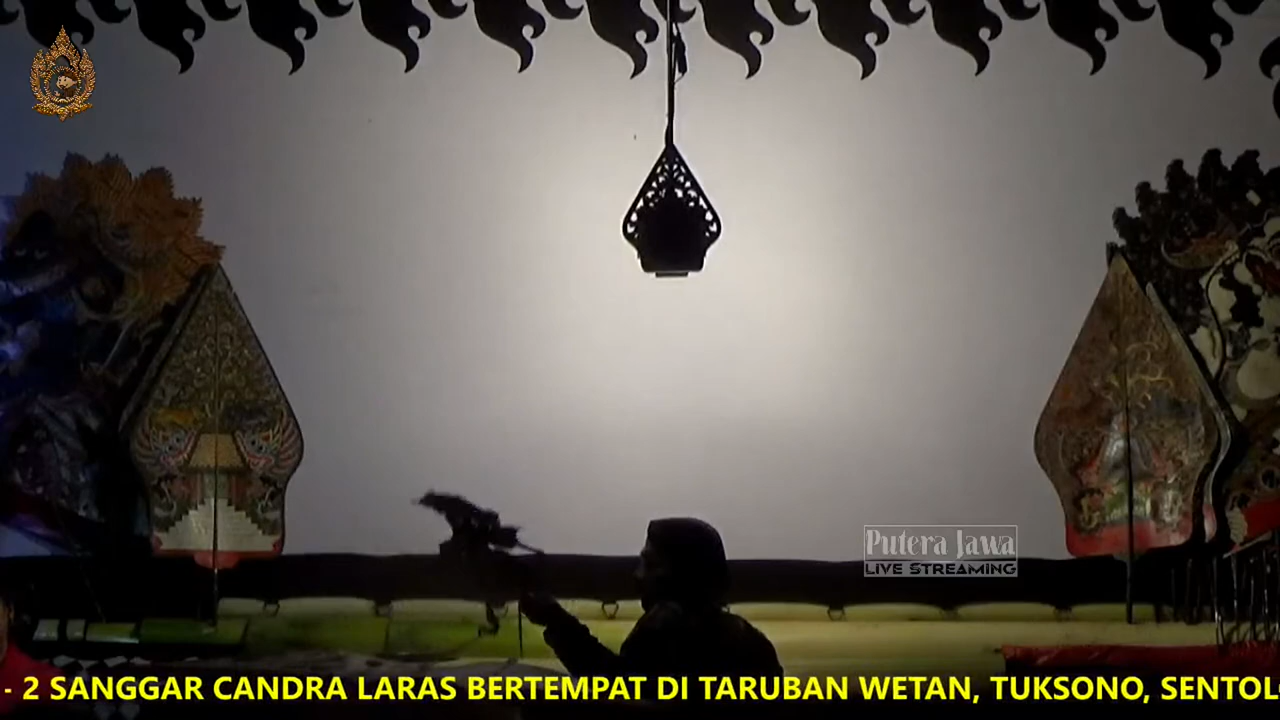 Putera Jawa
LIVE STREAMING
- 2 SANGGAR CANDRA LARAS BERTEMPAT DI TARUBAN WETAN, TUKSONO, SENTOL